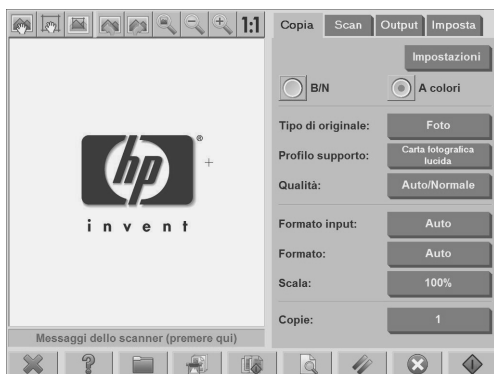 1:1
Copia
Scan
Output
Imposta
Impostazioni
B/N
A colori
Tipo di originale:
Foto
Profilo supporto:
Carta fotografica
lucida
Qualità:
Auto/Normale
Formato input:
Auto
Formato:
Auto
Scala:
100%
Copie:
1
hp
®
invent
Messaggi dello scanner (premere qui)
?